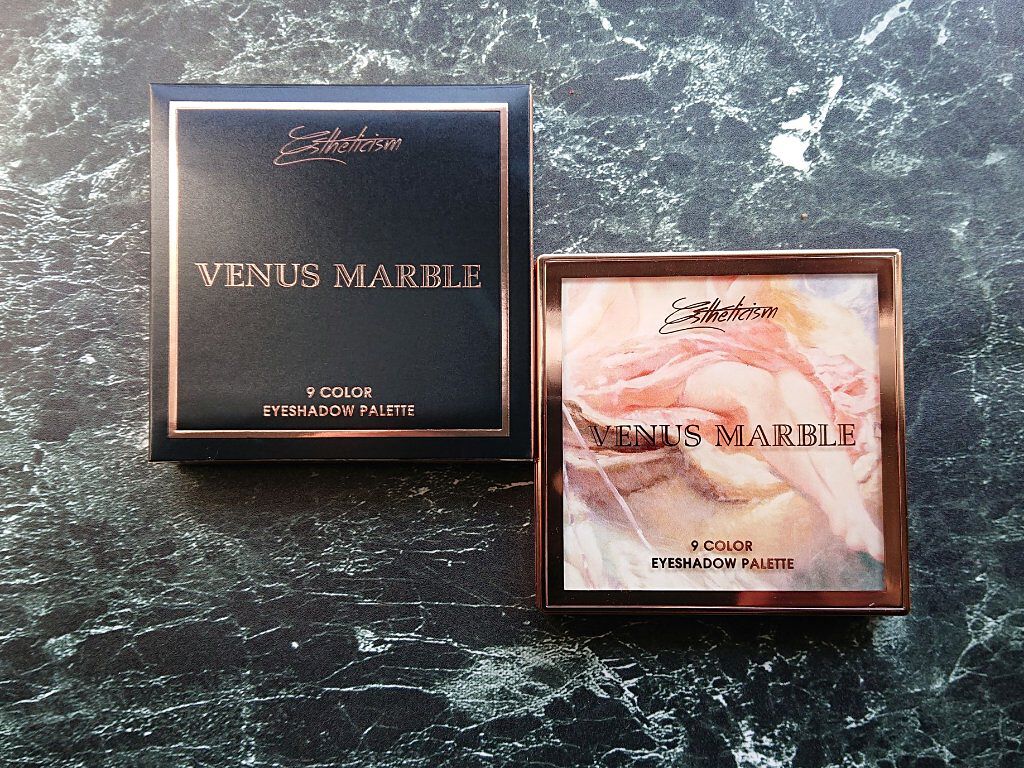 Estheticism
VENUS MARBLE
9 COLOR
EYESHADOW PALETTE
Estheticism
VENUS MARBLE
9 COLOR
EYESHADOW PALETTE